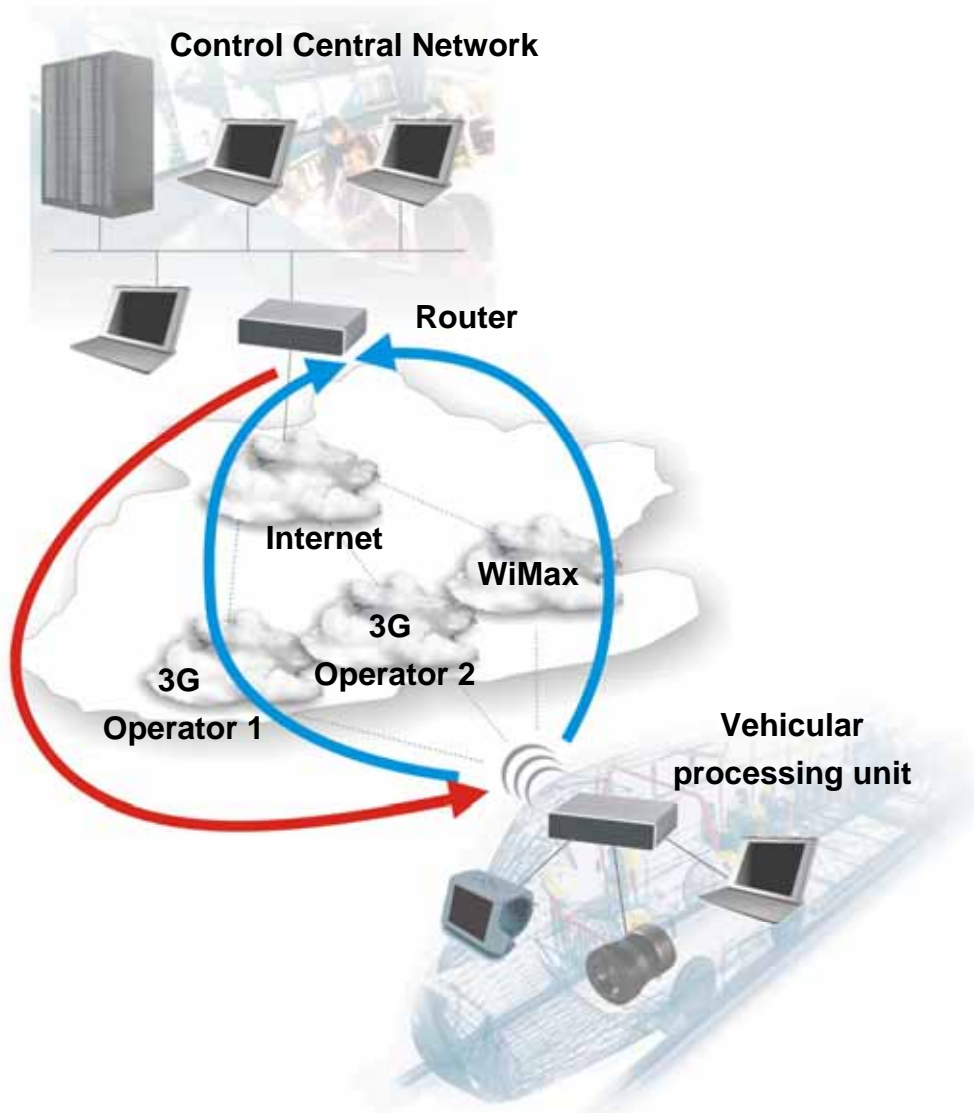 Control Central Network
Router
Internet
WiMax
3G
Operator 2
3G
Operator 1
Vehicular
processing unit